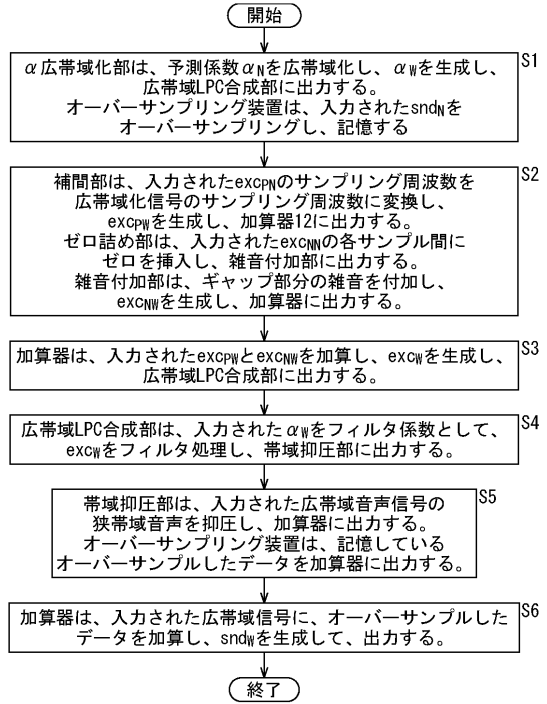 開始
S1
α広帯域化部は、予測係数αNを広帯域化し、αWを生成し、
広帯域LPC合成部に出力する。
オーバーサンプリング装置は、入力されたsndNを
オーバーサンプリングし、記憶する
S2
補間部は、入力されたexcPNのサンプリング周波数を
広帯域化信号のサンプリング周波数に変換し、
excPWを生成し、加算器12に出力する。
ゼロ詰め部は、入力されたexcNNの各サンプル間に
ゼロを挿入し、雑音付加部に出力する。
雑音付加部は、ギャップ部分の雑音を付加し、
excNWを生成し、加算器に出力する。
S3
加算器は、入力されたexcPWとexcNWを加算し、excWを生成し、
広帯域LPC合成部に出力する。
S4
広帯域LPC合成部は、入力されたαWをフィルタ係数として、
excWをフィルタ処理し、帯域抑圧部に出力する。
S5
帯域抑圧部は、入力された広帯域音声信号の
狭帯域音声を抑圧し、加算器に出力する。
オーバーサンプリング装置は、記憶している
オーバーサンプルしたデータを加算器に出力する。
S6
加算器は、入力された広帯域信号に、オーバーサンプルした
データを加算し、sndWを生成して、出力する。
終了